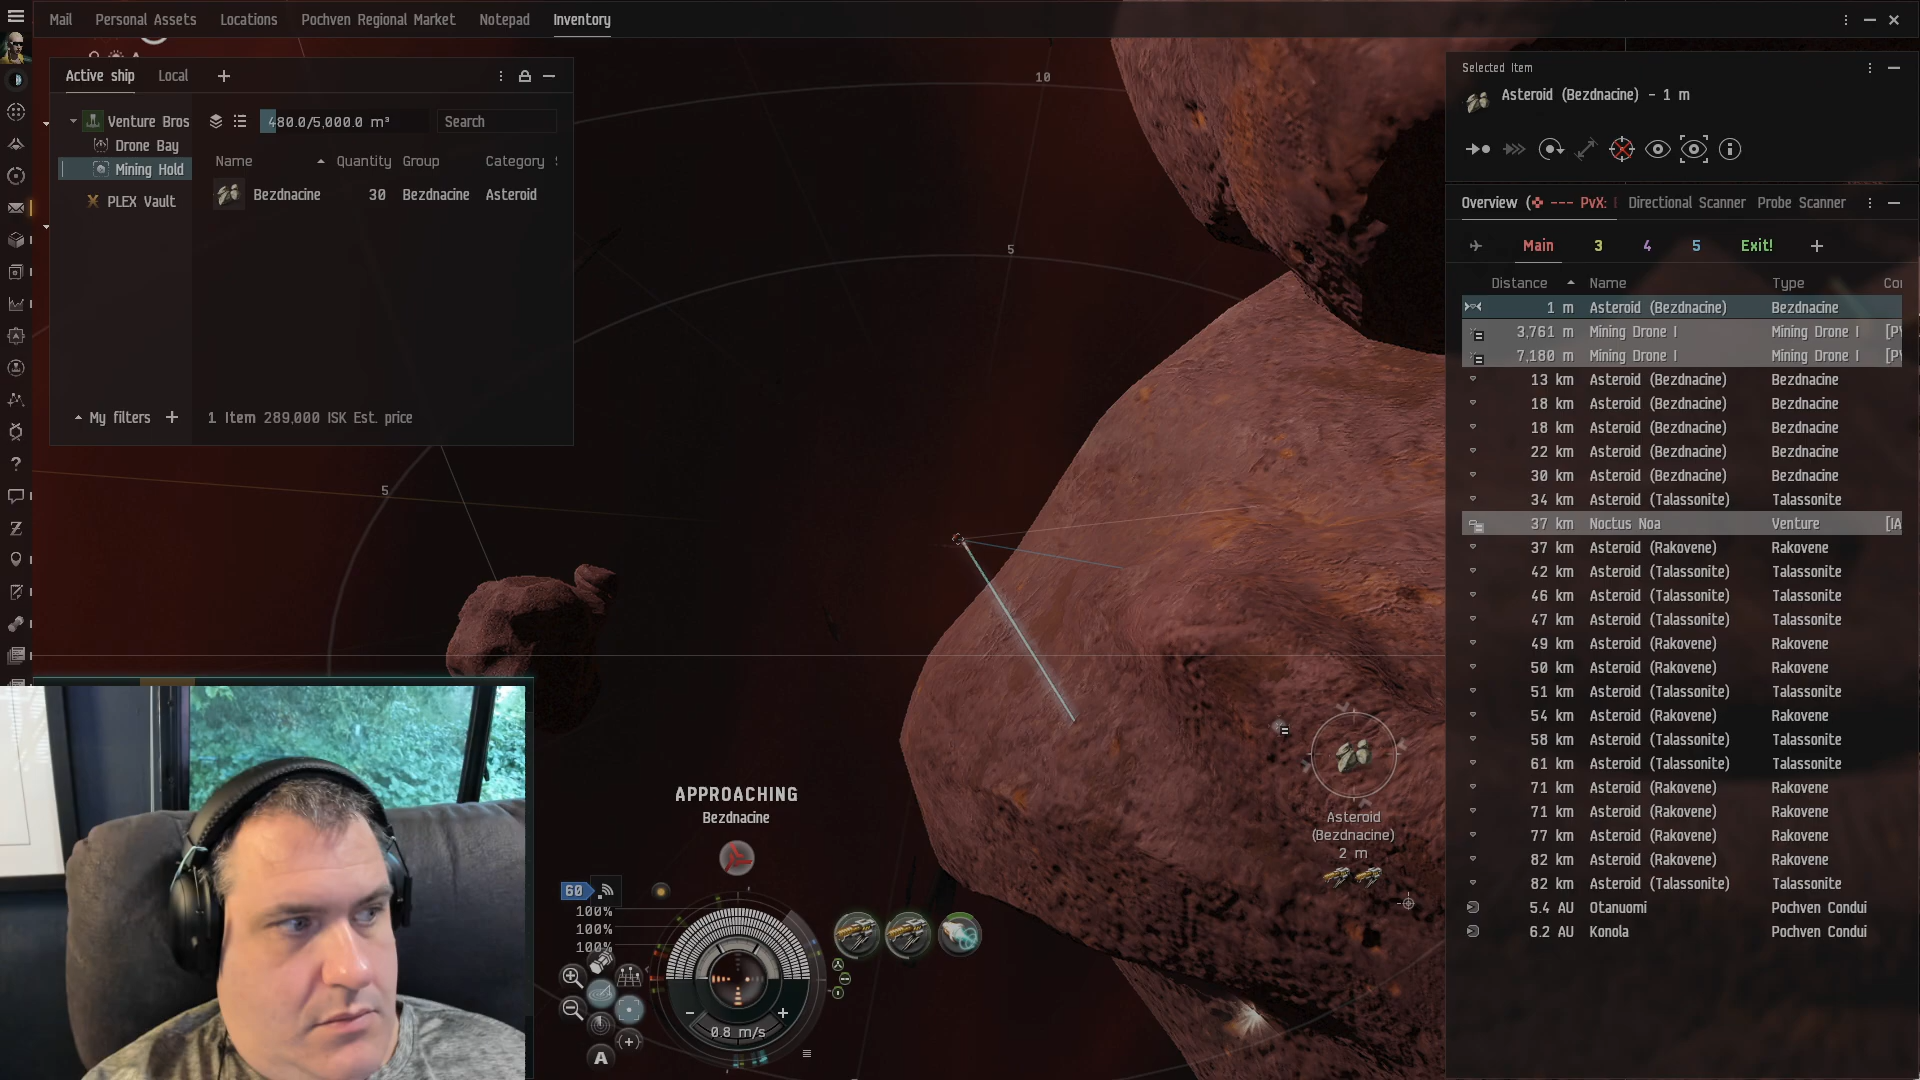 Mail Personal Assets Locations Pochven Regional Market Notepad Inventory
Active ship Local +
Venture Bros
Drone Bay
Mining Hold
PLEX Vault
480.0/5,000.0 m³ Search
Name Quantity Group Category
Bezdnacine 30 Bezdnacine Asteroid
My filters + 1 Item 289,000 ISK Est. price
10
5
5
Selected Item
Asteroid (Bezdnacine) - 1 m
Overview ( --- PvX: Directional Scanner Probe Scanner
Main 3 4 5 Exit! +
Distance Name Type
1 m Asteroid (Bezdnacine) Bezdnacine
3,761 m Mining Drone I Mining Drone I
7,180 m Mining Drone I Mining Drone I
13 km Asteroid (Bezdnacine) Bezdnacine
18 km Asteroid (Bezdnacine) Bezdnacine
18 km Asteroid (Bezdnacine) Bezdnacine
22 km Asteroid (Bezdnacine) Bezdnacine
30 km Asteroid (Bezdnacine) Bezdnacine
34 km Asteroid (Talassonite) Talassonite
37 km Noctus Noa Venture [IA
37 km Asteroid (Rakovene) Rakovene
42 km Asteroid (Talassonite) Talassonite
46 km Asteroid (Talassonite) Talassonite
47 km Asteroid (Talassonite) Talassonite
49 km Asteroid (Rakovene) Rakovene
50 km Asteroid (Rakovene) Rakovene
51 km Asteroid (Talassonite) Talassonite
54 km Asteroid (Rakovene) Rakovene
58 km Asteroid (Talassonite) Talassonite
61 km Asteroid (Talassonite) Talassonite
71 km Asteroid (Rakovene) Rakovene
71 km Asteroid (Rakovene) Rakovene
77 km Asteroid (Rakovene) Rakovene
82 km Asteroid (Rakovene) Rakovene
82 km Asteroid (Talassonite) Talassonite
5.4 AU Otanuomi Pochven Condui
6.2 AU Konola Pochven Condui
APPROACHING
Bezdnacine
60
100%
100%
100%
0.8 m/s
A
Asteroid
(Bezdnacine)
2 m